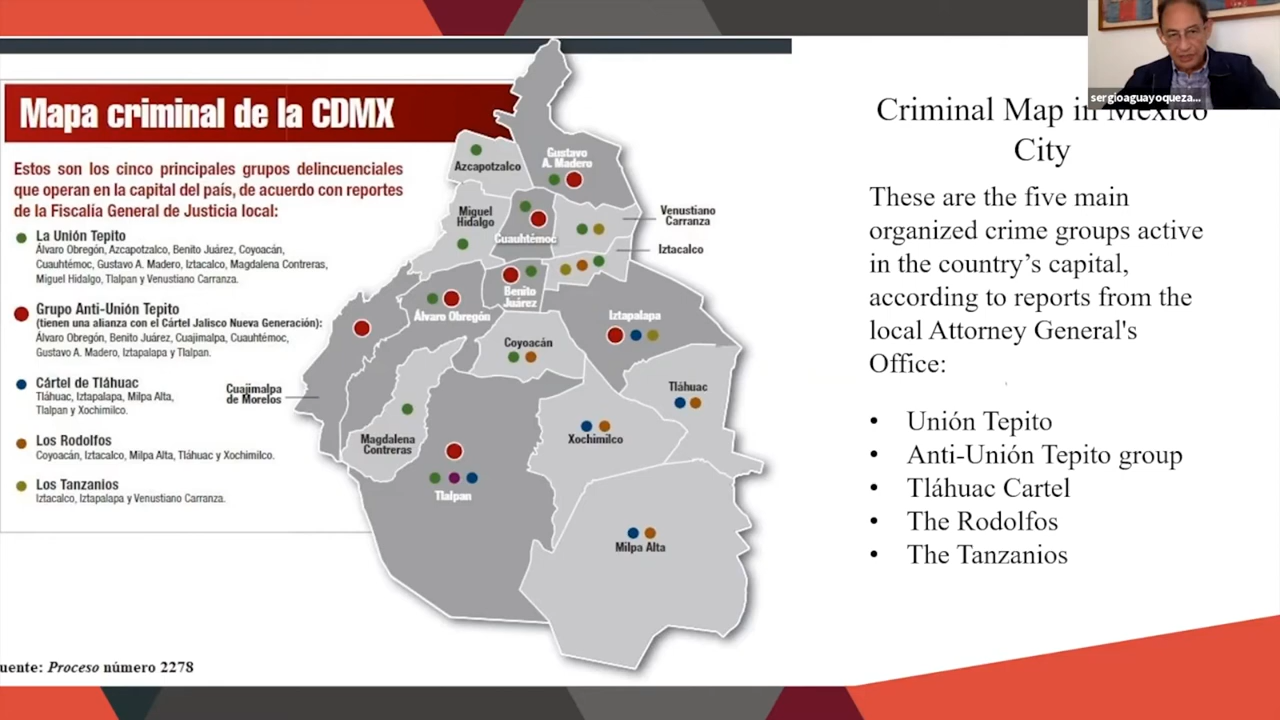 sergioaguayoqueza...
Mapa criminal de la CDMX
Estos son los cinco principales grupos delincuenciales
que operan en la capital del país, de acuerdo con reportes
de la Fiscalía General de Justicia local:
La Unión Tepito
Álvaro Obregón, Azcapotzalco, Benito Juárez, Coyoacán,
Cuauhtémoc, Gustavo A. Madero, Iztacalco, Magdalena Contreras,
Miguel Hidalgo, Tlalpan y Venustiano Carranza.
Grupo Anti-Unión Tepito
(tienen una alianza con el Cártel Jalisco Nueva Generación):
Álvaro Obregón, Benito Juárez, Cuajimalpa, Cuauhtémoc,
Gustavo A. Madero, Iztapalapa y Tlalpan.
Cártel de Tláhuac
Tláhuac, Iztapalapa, Milpa Alta,
Tlalpan y Xochimilco.
Los Rodolfos
Coyoacán, Iztacalco, Milpa Alta, Tláhuac y Xochimilco.
Los Tanzanios
Iztacalco, Iztapalapa y Venustiano Carranza.
Azcapotzalco
Gustavo
A. Madero
Miguel
Hidalgo
Cuauhtémoc
Venustiano
Carranza
Iztacalco
Benito
Juárez
Álvaro Obregón
Iztapalapa
Coyoacán
Cuajimalpa
de Morelos
Tláhuac
Magdalena
Contreras
Xochimilco
Tlalpan
Milpa Alta
uente: Proceso número 2278
Criminal Map in Mexico
City
These are the five main
organized crime groups active
in the country’s capital,
according to reports from the
local Attorney General's
Office:
• Unión Tepito
• Anti-Unión Tepito group
• Tláhuac Cartel
• The Rodolfos
• The Tanzanios